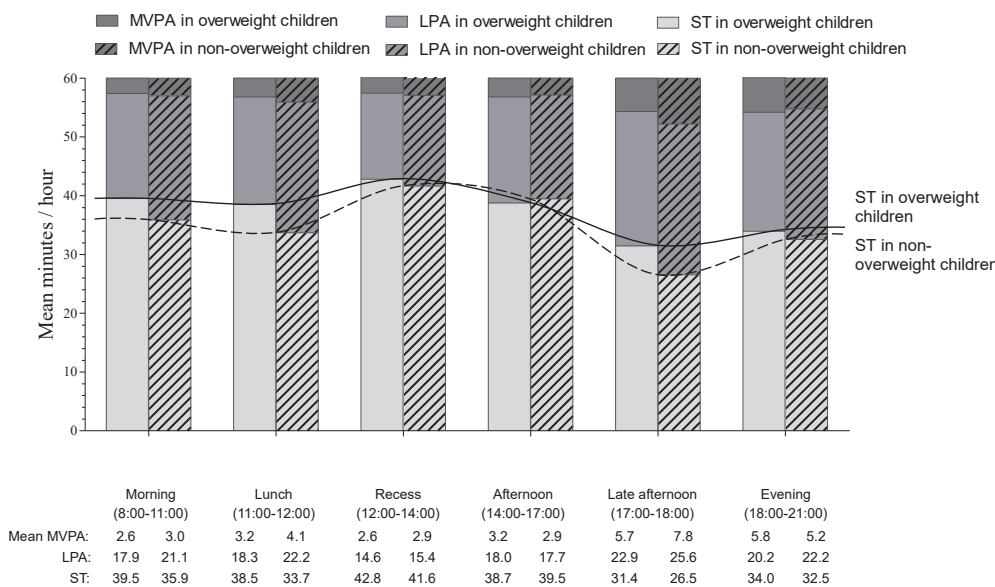 MVPA in overweight children LPA in overweight children ST in overweight children
MVPA in non-overweight children LPA in non-overweight children ST in non-overweight children
Mean minutes / hour
60
50
40
30
20
10
0
ST in overweight
children
ST in non-
overweight children
Morning Lunch Recess Afternoon Late afternoon Evening
(8:00-11:00) (11:00-12:00) (12:00-14:00) (14:00-17:00) (17:00-18:00) (18:00-21:00)
Mean MVPA: 2.6 3.0 3.2 4.1 2.6 2.9 3.2 2.9 5.7 7.8 5.8 5.2
LPA: 17.9 21.1 18.3 22.2 14.6 15.4 18.0 17.7 22.9 25.6 20.2 22.2
ST: 39.5 35.9 38.5 33.7 42.8 41.6 38.7 39.5 31.4 26.5 34.0 32.5